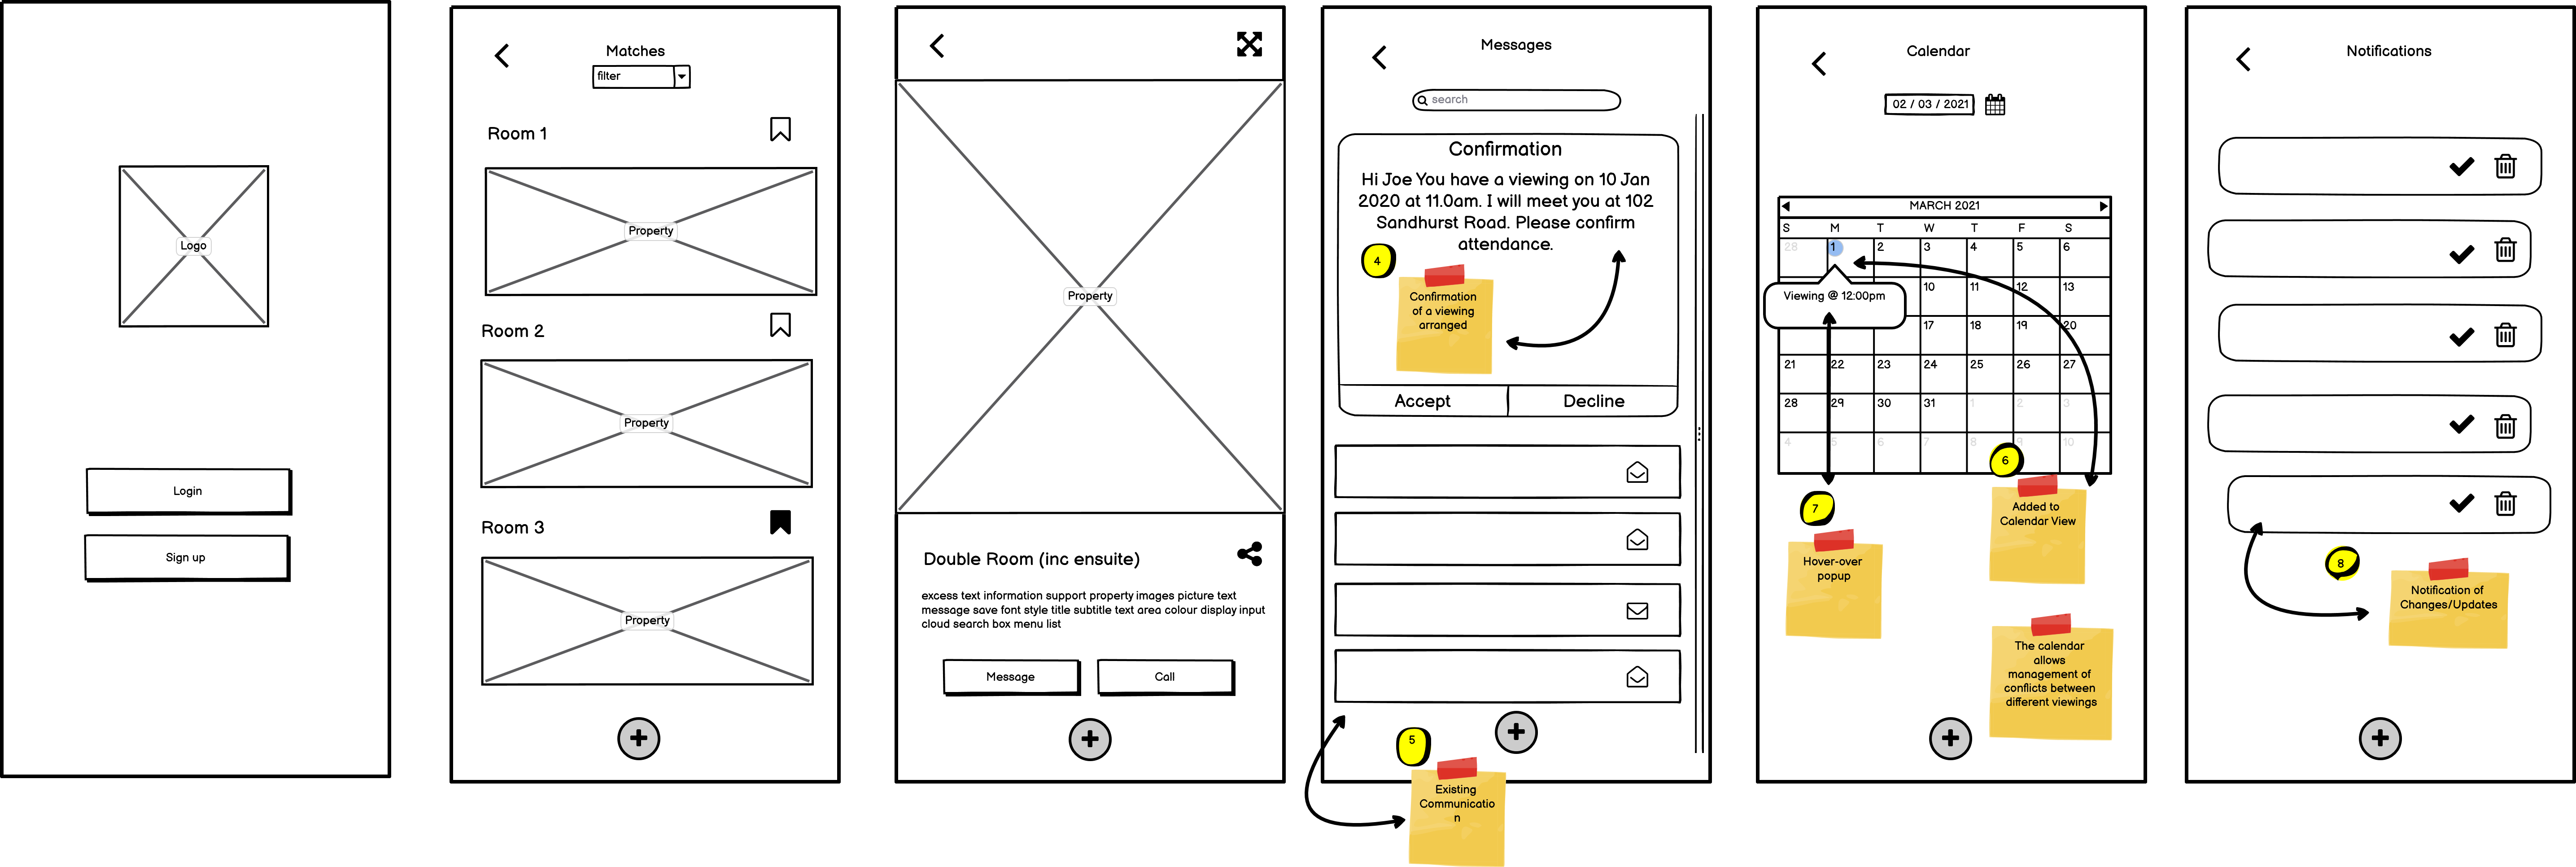 Logo
Login
Sign up
Matches
filter
Room 1
Property
Room 2
Property
Room 3
Property
Property
Double Room (inc ensuite)
excess text information support property images picture text
message save font style title subtitle text area colour display input
cloud search box menu list
Message
Call
Messages
search
Confirmation
Hi Joe You have a viewing on 10 Jan
2020 at 11.0am. I will meet you at 102
Sandhurst Road. Please confirm
attendance.
4
Confirmation
of a viewing
arranged
Accept
Decline
5
Existing
Communicatio
n
Calendar
02 / 03 / 2021
MARCH 2021
S M T W T F S
28 1 2 3 4 5 6
10 11 12 13
Viewing @ 12:00pm
17 18 19 20
21 22 23 24 25 26 27
28 29 30 31 1 2 3
4 5 6 7 8 9 10
6
7
Added to
Calendar View
Hover-over
popup
The calendar
allows
management of
conflicts between
different viewings
Notifications
8
Notification of
Changes/Updates